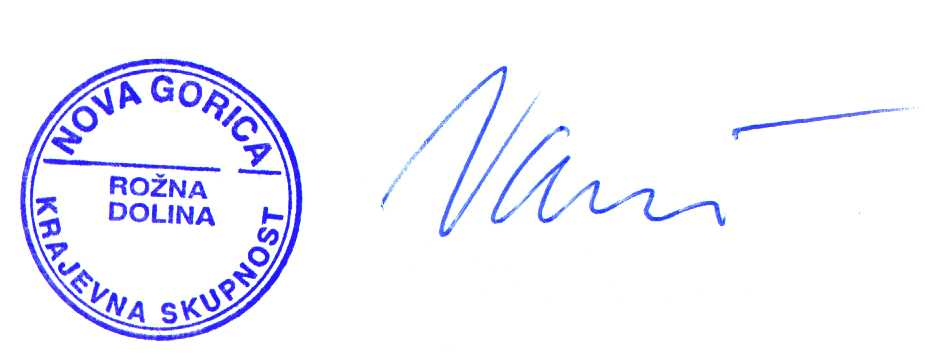 NOVA GORICA
ROŽNA
DOLINA
KRAJEVNA SKUPNOST